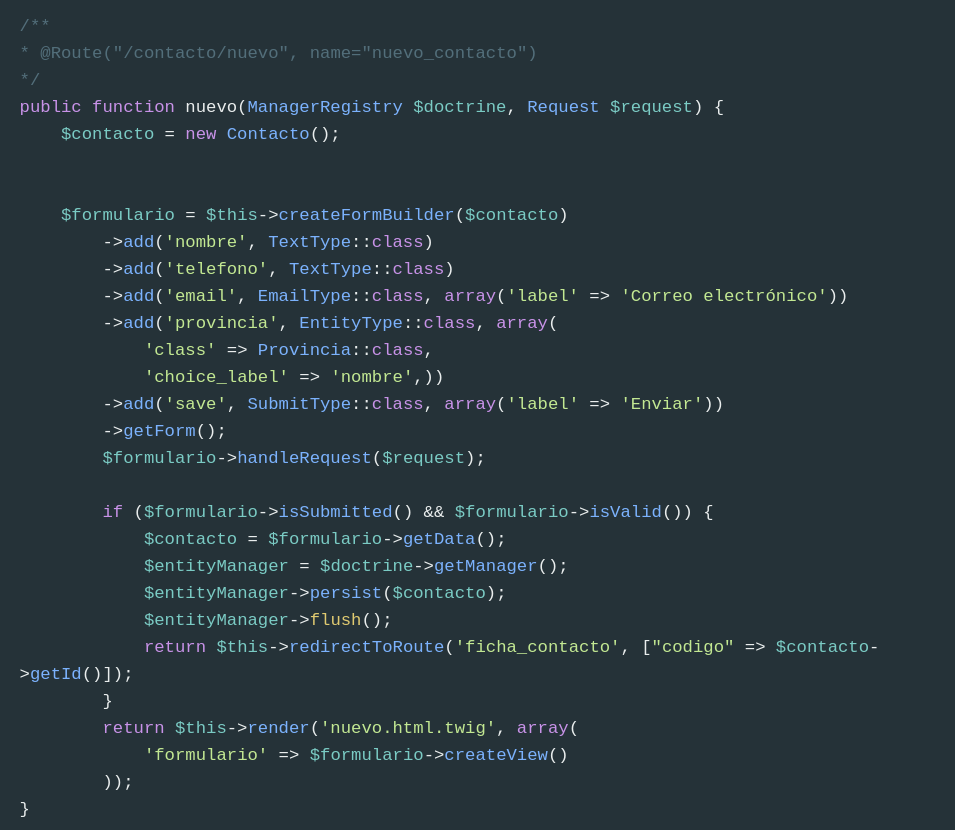 /**
* @Route("/contacto/nuevo", name="nuevo_contacto")
*/
public function nuevo(ManagerRegistry $doctrine, Request $request) {
    $contacto = new Contacto();
    $formulario = $this->createFormBuilder($contacto)
        ->add('nombre', TextType::class)
        ->add('telefono', TextType::class)
        ->add('email', EmailType::class, array('label' => 'Correo electrónico'))
        ->add('provincia', EntityType::class, array(
            'class' => Provincia::class,
            'choice_label' => 'nombre',))
        ->add('save', SubmitType::class, array('label' => 'Enviar'))
        ->getForm();
        $formulario->handleRequest($request);
        if ($formulario->isSubmitted() && $formulario->isValid()) {
            $contacto = $formulario->getData();
            $entityManager = $doctrine->getManager();
            $entityManager->persist($contacto);
            $entityManager->flush();
            return $this->redirectToRoute('ficha_contacto', ["codigo" => $contacto-
>getId()]);
        }
        return $this->render('nuevo.html.twig', array(
            'formulario' => $formulario->createView()
        ));
}